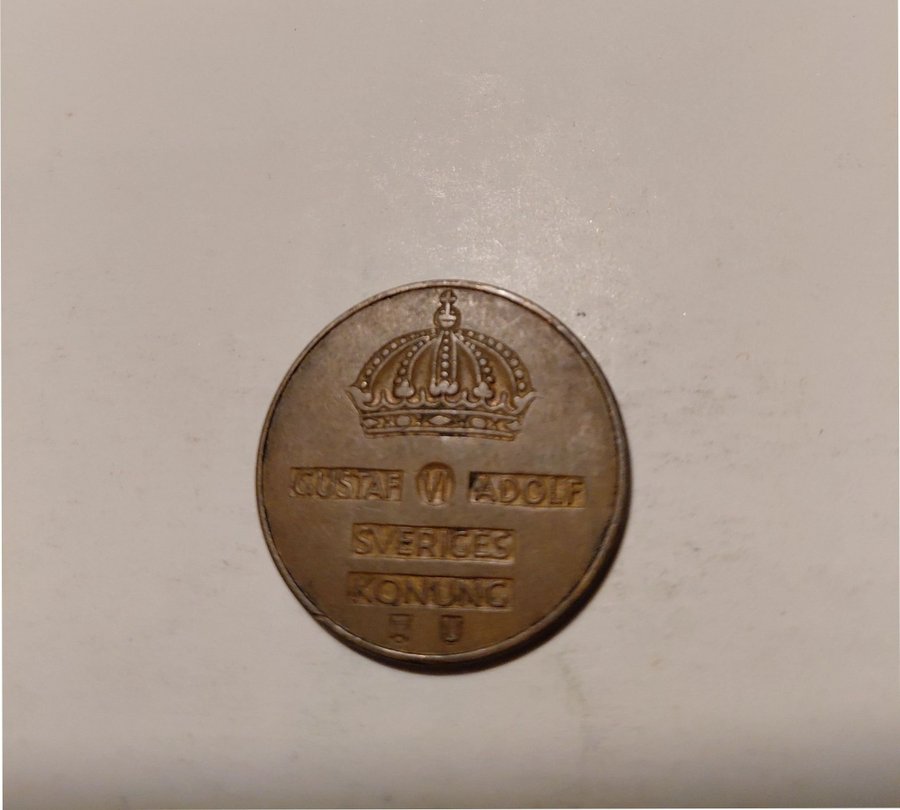 GUSTAF VI ADOLF
SVERIGES
KONUNG
U